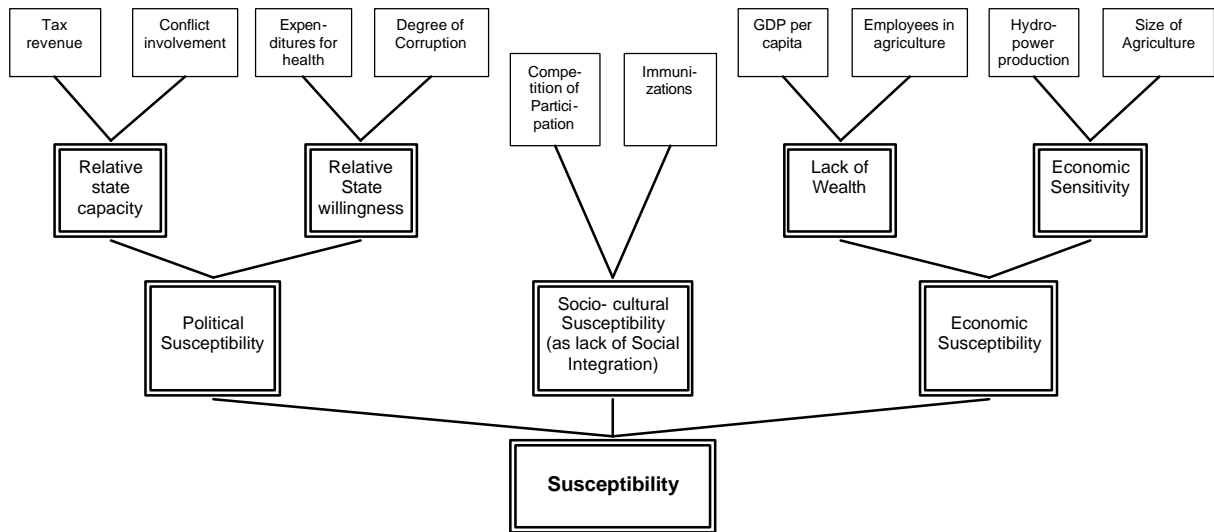 Tax
revenue
Conflict
involvement
Expen-
ditures for
health
Degree of
Corruption
Compe-
tition of
Partici-
pation
Immuni-
zations
GDP per
capita
Employees in
agriculture
Hydro-
power
production
Size of
Agriculture
Relative
state
capacity
Relative
State
willingness
Lack of
Wealth
Economic
Sensitivity
Political
Susceptibility
Socio- cultural
Susceptibility
(as lack of Social
Integration)
Economic
Susceptibility
Susceptibility